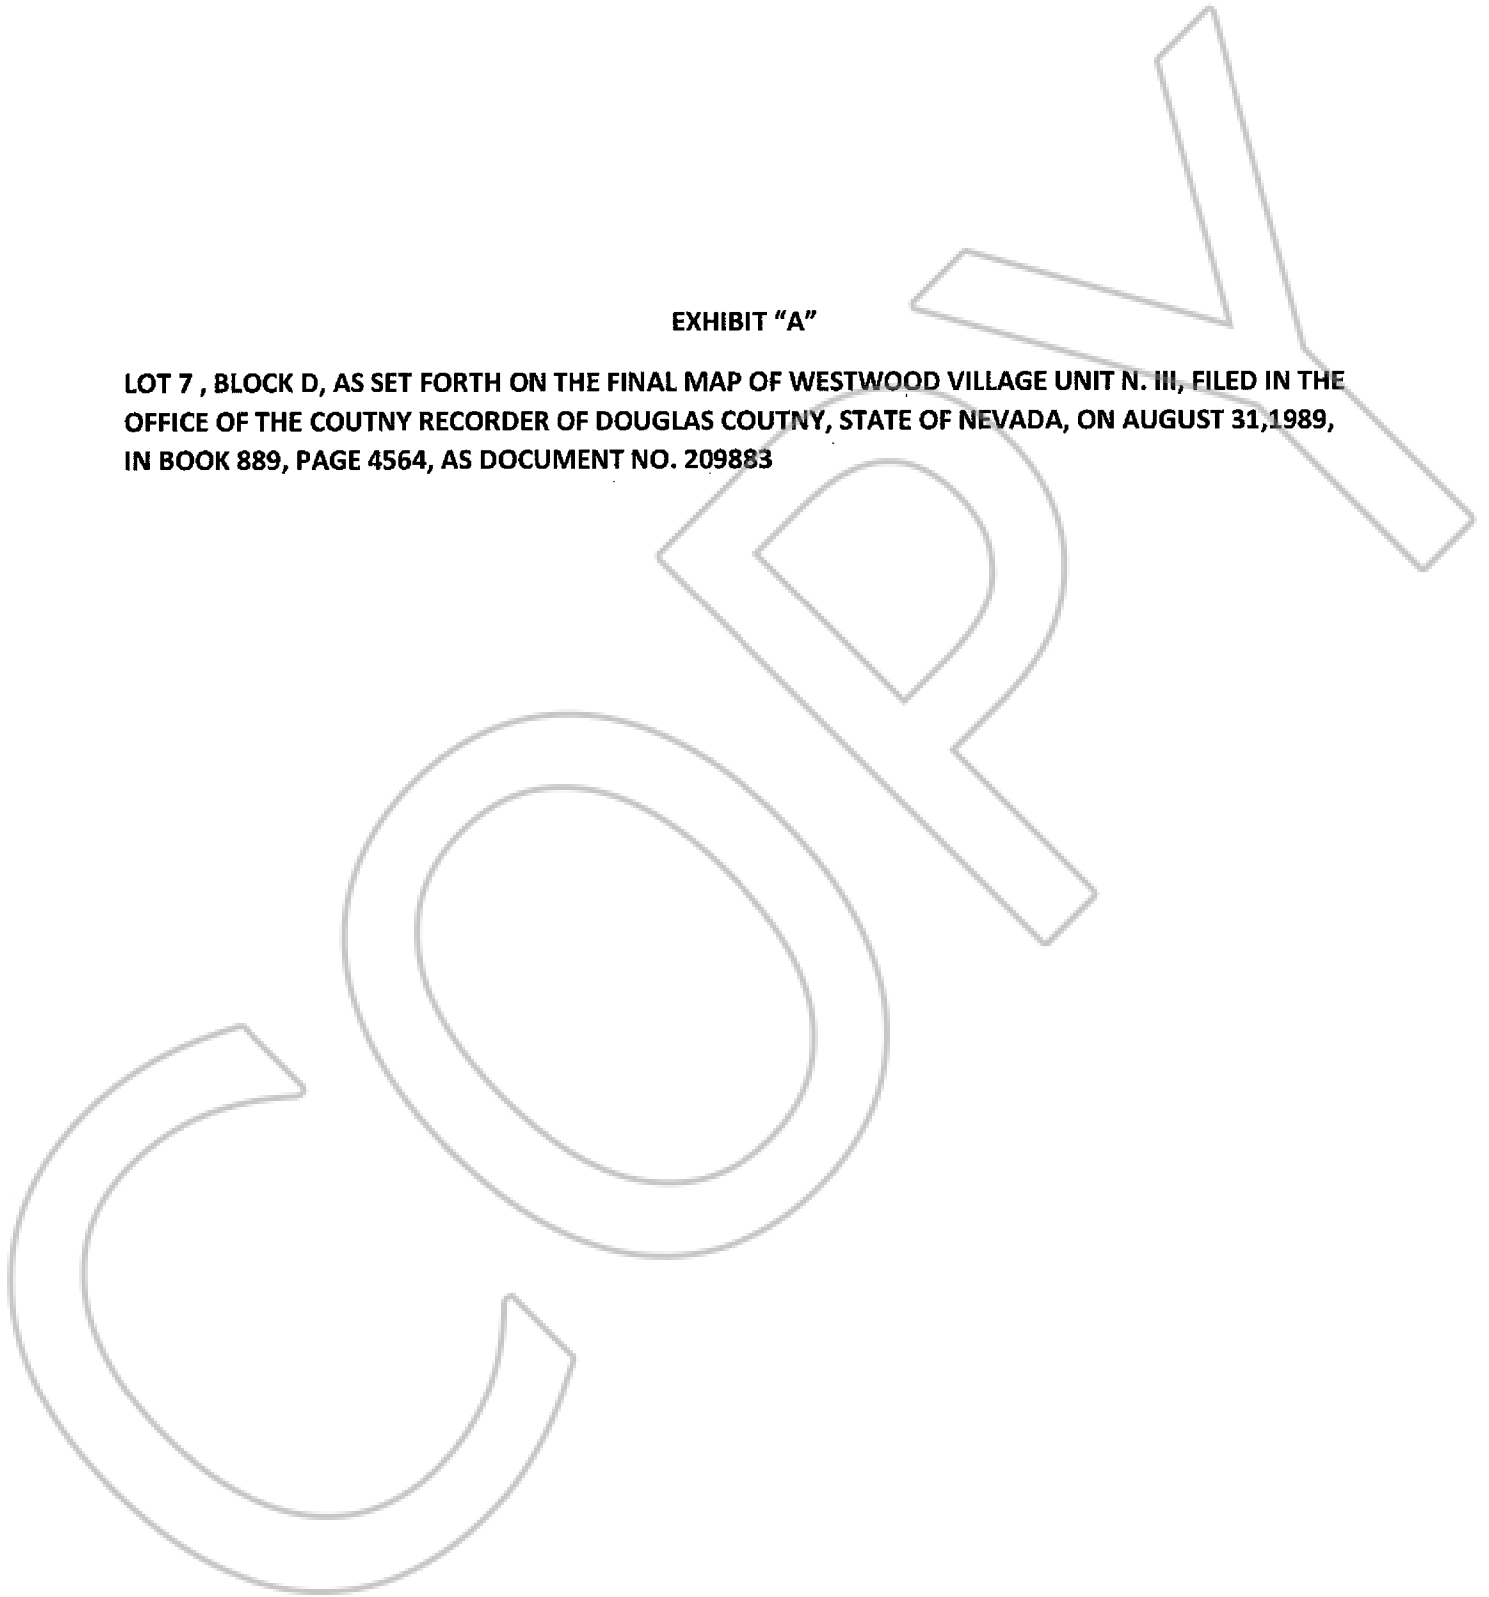 EXHIBIT “A”
LOT 7 , BLOCK D, AS SET FORTH ON THE FINAL MAP OF WESTWOOD VILLAGE UNIT N. III, FILED IN THE
OFFICE OF THE COUTNY RECORDER OF DOUGLAS COUTNY, STATE OF NEVADA, ON AUGUST 31,1989,
IN BOOK 889, PAGE 4564, AS DOCUMENT NO. 209883
COPY